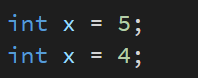 int x = 5;
int x = 4;